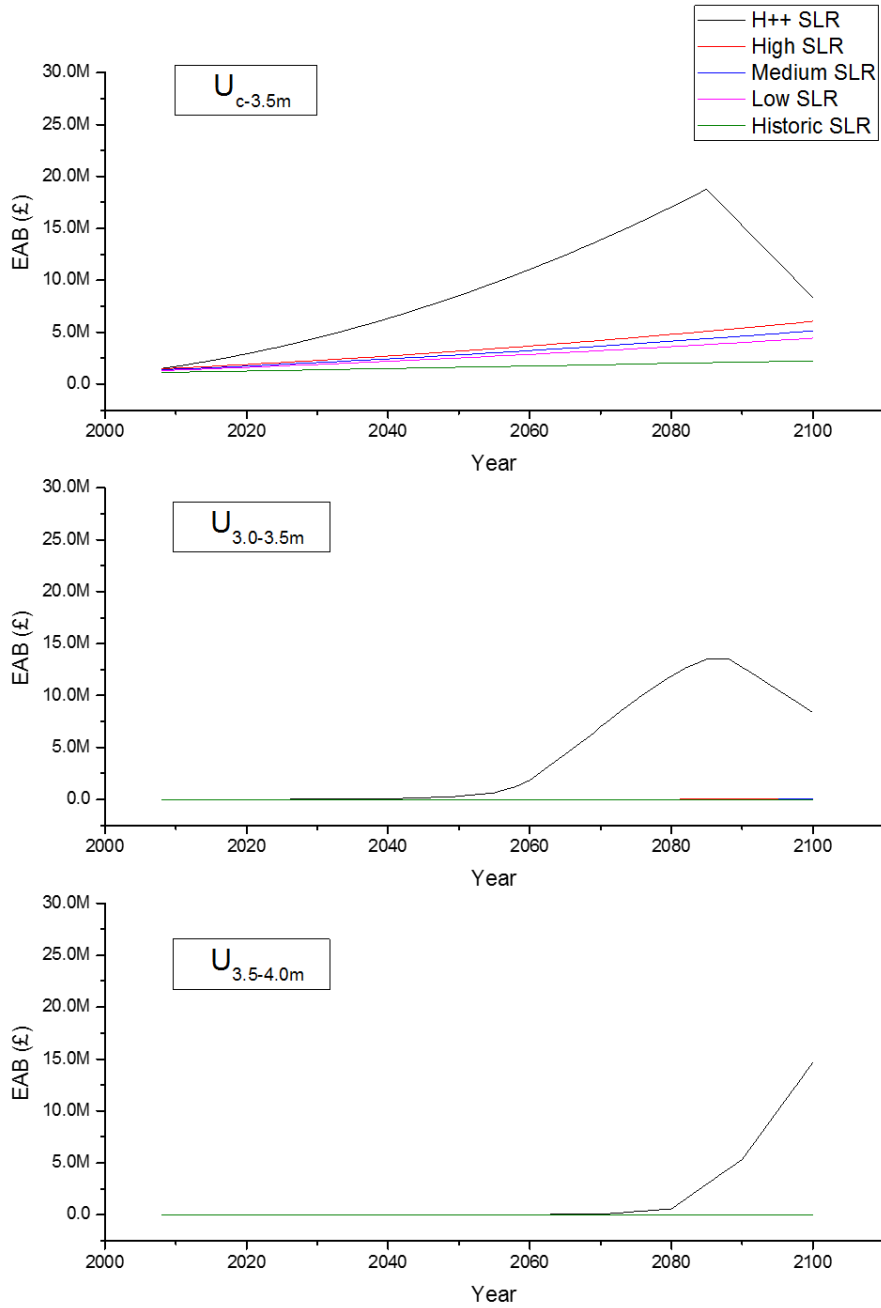 H++ SLR
High SLR
Medium SLR
Low SLR
Historic SLR
U c-3.5m
30.0M
25.0M
20.0M
15.0M
10.0M
5.0M
0.0
EAB (£)
2000 2020 2040 2060 2080 2100
Year
U 3.0-3.5m
30.0M
25.0M
20.0M
15.0M
10.0M
5.0M
0.0
EAB (£)
2000 2020 2040 2060 2080 2100
Year
U 3.5-4.0m
30.0M
25.0M
20.0M
15.0M
10.0M
5.0M
0.0
EAB (£)
2000 2020 2040 2060 2080 2100
Year